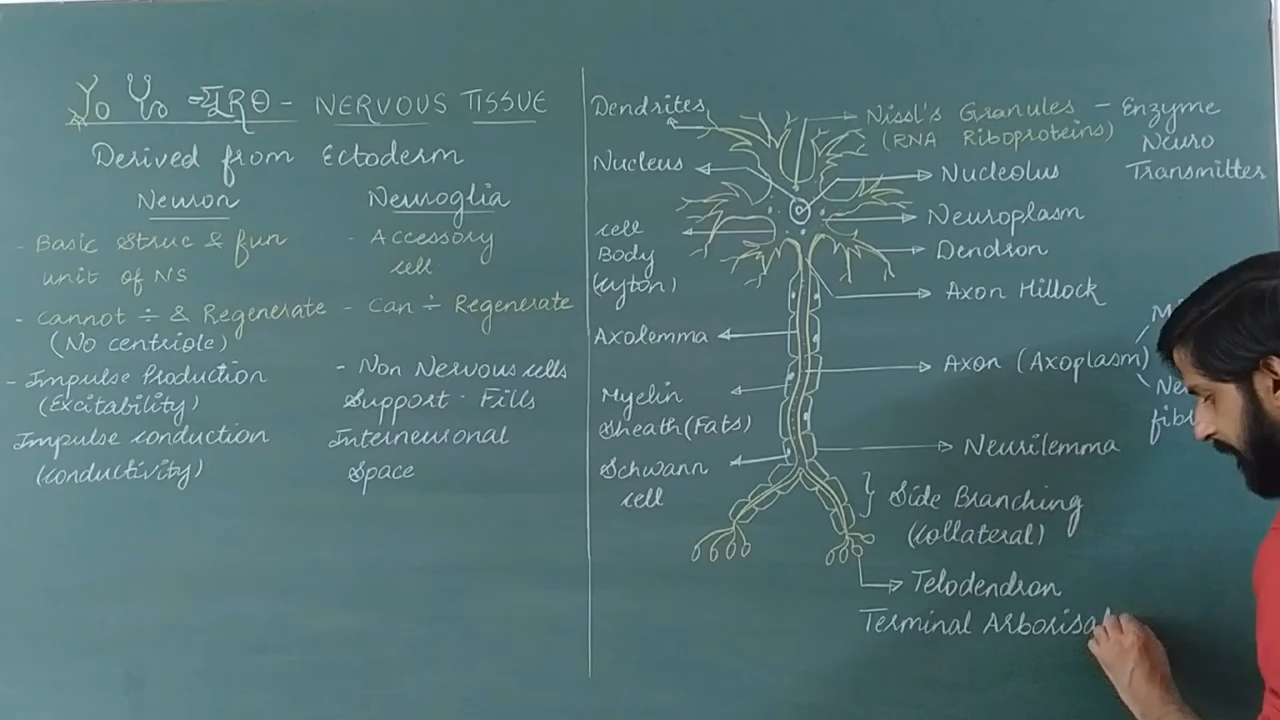 NERVOUS TISSUE
Derived from Ectoderm
Neuron
- Basic Struc & fun
unit of NS
- Cannot ÷ & Regenerate
(No centriole)
- Impulse Production
(Excitability)
Impulse conduction
(conductivity)
Neuroglia
- Accessory
cell
- Can ÷ Regenerate
- Non Nervous cells
Support. Fills
Interneuronal
Space
Dendrites
Nucleus
cell
Body
(cyton)
Axolemma
Myelin
Sheath (Fats)
Schwann
cell
Nissl's Granules - Enzyme
(RNA Riboproteins) Neuro
Transmitter
Nucleolus
Neuroplasm
Dendron
Axon Hillock
Axon (Axoplasm)
Neurilemma
Side Branching
(collateral)
Telodendron
Terminal